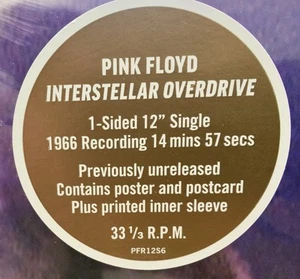 PINK FLOYD
INTERSTELLAR OVERDRIVE
1-Sided 12” Single
1966 Recording 14 mins 57 secs
Previously unreleased
Contains poster and postcard
Plus printed inner sleeve
33 1/3 R.P.M.
PFR1256